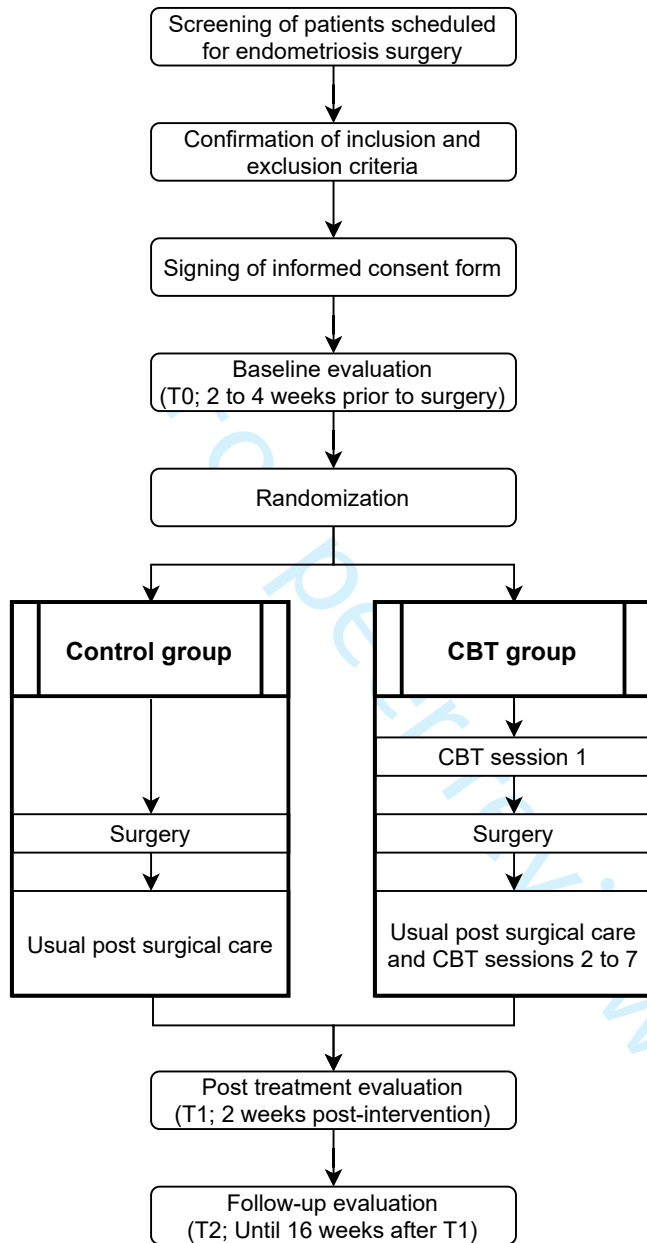 Screening of patients scheduled
for endometriosis surgery
Confirmation of inclusion and
exclusion criteria
Signing of informed consent form
Baseline evaluation
(T0; 2 to 4 weeks prior to surgery)
Randomization
Control group
CBT group
CBT session 1
Surgery
Surgery
Usual post surgical care
Usual post surgical care
and CBT sessions 2 to 7
Post treatment evaluation
(T1; 2 weeks post-intervention)
Follow-up evaluation
(T2; Until 16 weeks after T1)